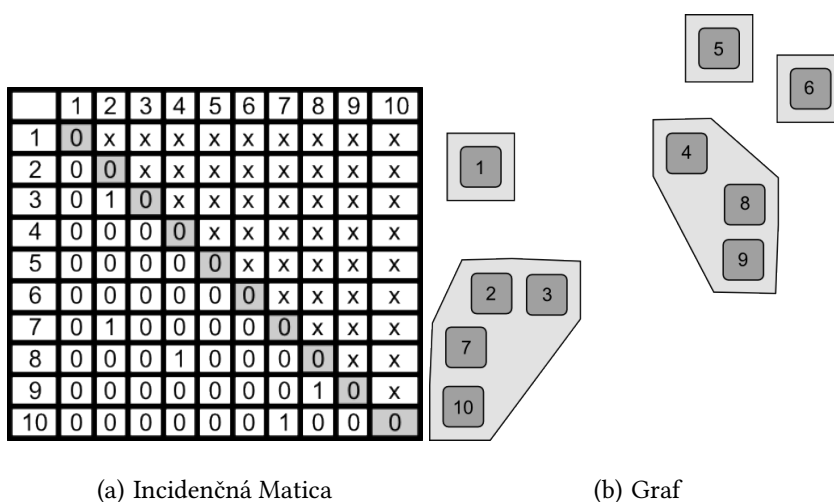 1 2 3 4 5 6 7 8 9 10
1 0 x x x x x x x x x
2 0 0 x x x x x x x x
3 0 1 0 x x x x x x x
4 0 0 0 0 x x x x x x
5 0 0 0 0 0 x x x x x
6 0 0 0 0 0 0 x x x x
7 0 1 0 0 0 0 0 x x x
8 0 0 0 1 0 0 0 0 x x
9 0 0 0 0 0 0 0 1 0 x
10 0 0 0 0 0 0 1 0 0 0
(a) Incidenčná Matica
5
6
4
1
8
9
2 3
7
10
(b) Graf